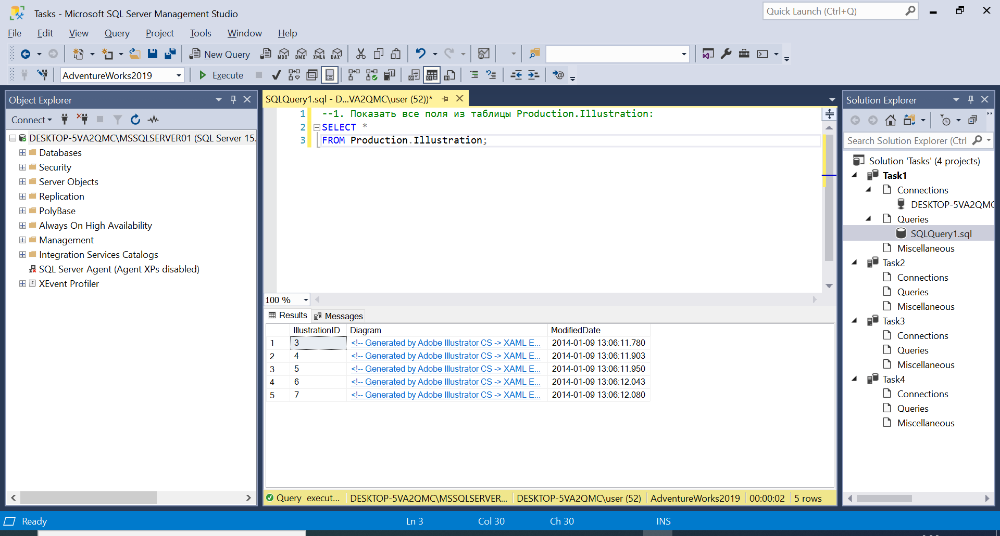 Tasks - Microsoft SQL Server Management Studio
Quick Launch (Ctrl+Q)
File Edit View Query Project Tools Window Help
New Query MDX DMX XMLA DAX
AdventureWorks2019 Execute
Object Explorer
Connect
DESKTOP-5VA2QMC\MSSQLSERVER01 (SQL Server 15.
Databases
Security
Server Objects
Replication
PolyBase
Always On High Availability
Management
Integration Services Catalogs
SQL Server Agent (Agent XPs disabled)
XEvent Profiler
SQLQuery1.sql - D...VA2QMC\user (52))*
1 --1. Показать все поля из таблицы Production.Illustration:
2 SELECT *
3 FROM Production.Illustration;
100 %
Results Messages
IllustrationID Diagram ModifiedDate
1 3 <!-- Generated by Adobe Illustrator CS -> XAML E... 2014-01-09 13:06:11.780
2 4 <!-- Generated by Adobe Illustrator CS -> XAML E... 2014-01-09 13:06:11.903
3 5 <!-- Generated by Adobe Illustrator CS -> XAML E... 2014-01-09 13:06:11.950
4 6 <!-- Generated by Adobe Illustrator CS -> XAML E... 2014-01-09 13:06:12.043
5 7 <!-- Generated by Adobe Illustrator CS -> XAML E... 2014-01-09 13:06:12.080
Query execut... DESKTOP-5VA2QMC\MSSQLSERVER... DESKTOP-5VA2QMC\user (52) AdventureWorks2019 00:00:02 5 rows
Solution Explorer
Search Solution Explorer (Ctrl
Solution 'Tasks' (4 projects)
Task1
Connections
DESKTOP-5VA2QMC
Queries
SQLQuery1.sql
Miscellaneous
Task2
Connections
Queries
Miscellaneous
Task3
Connections
Queries
Miscellaneous
Task4
Connections
Queries
Miscellaneous
Ready Ln 3 Col 30 Ch 30 INS